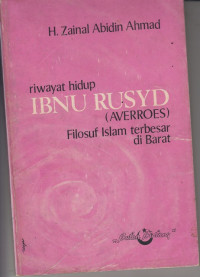 H. Zainal Abidin Ahmad
riwayat hidup
IBNU RUSYD
(AVERROES)
Filosuf Islam terbesar
di Barat